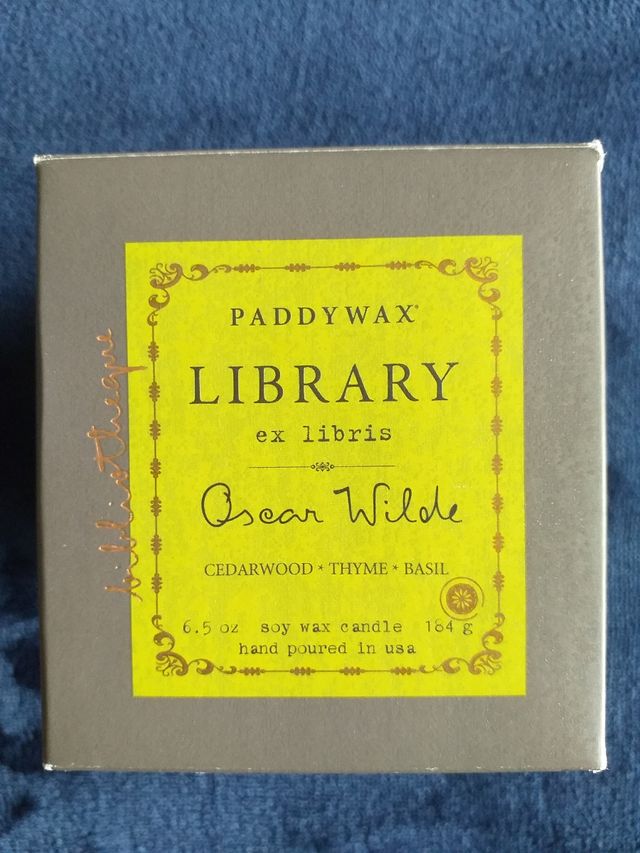 PADDYWAX®
LIBRARY
ex libris
Oscar Wilde
CEDARWOOD * THYME * BASIL
6.5 oz soy wax candle 184 g
hand poured in usa
bibliotheque